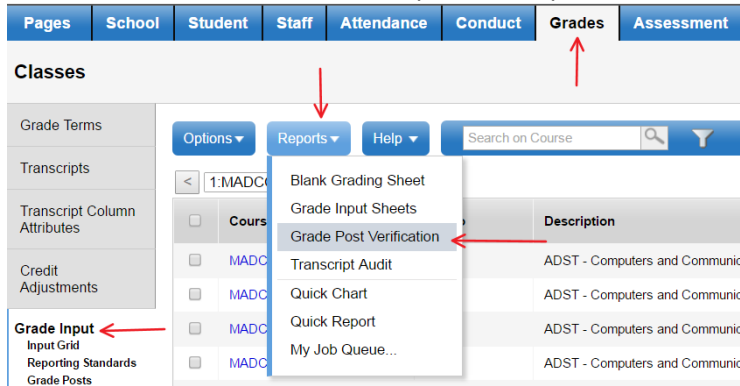 Pages School Student Staff Attendance Conduct Grades Assessment
Classes
Grade Terms
Transcripts
Transcript Column
Attributes
Credit
Adjustments
Grade Input
Input Grid
Reporting Standards
Grade Posts
Options Reports Help Search on Course
< 1:MADC
Blank Grading Sheet
Grade Input Sheets
Grade Post Verification
Transcript Audit
Quick Chart
Quick Report
My Job Queue...
Cours Description
MADC ADST - Computers and Communic
MADC ADST - Computers and Communic
MADC ADST - Computers and Communic
MADC ADST - Computers and Communic